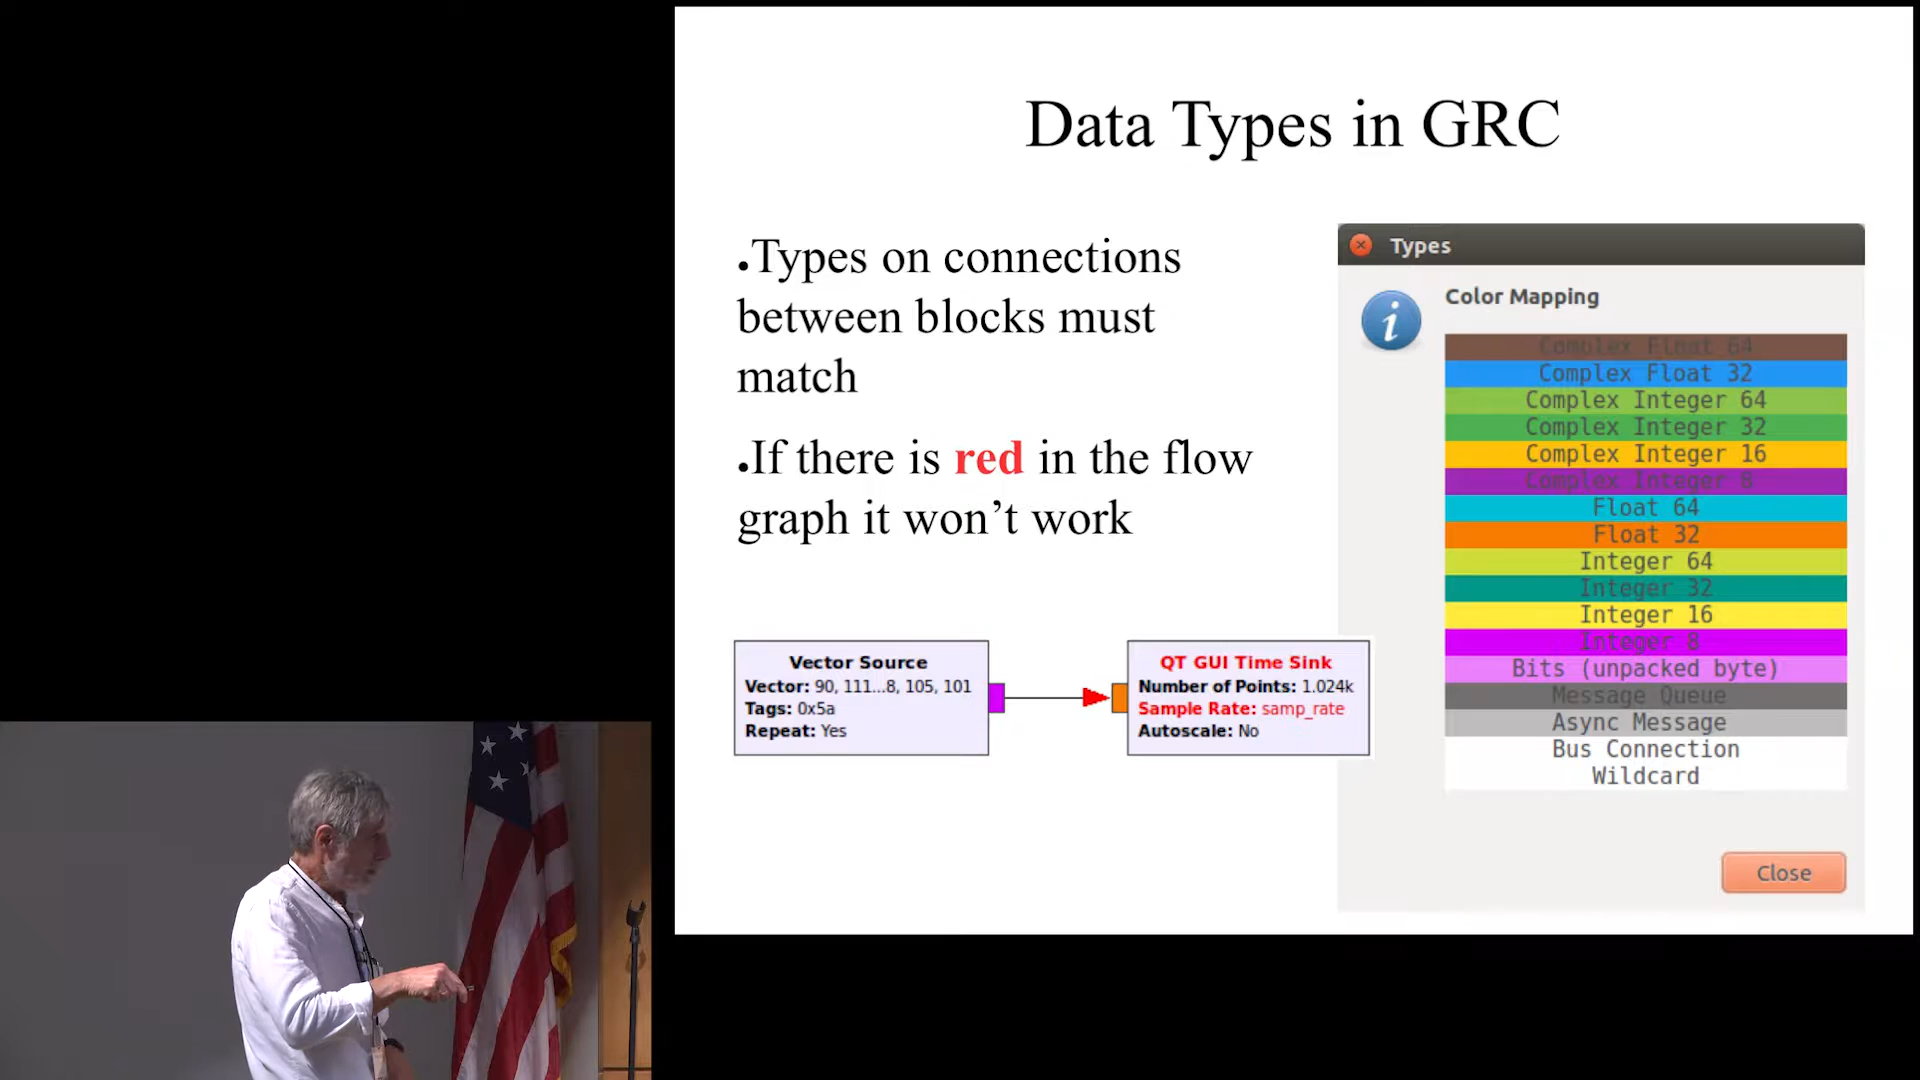 Data Types in GRC
•Types on connections
between blocks must
match
•If there is red in the flow
graph it won’t work
Vector Source
Vector: 90, 111...8, 105, 101
Tags: 0x5a
Repeat: Yes
QT GUI Time Sink
Number of Points: 1.024k
Sample Rate: samp_rate
Autoscale: No
Types
Color Mapping
Complex Float 64
Complex Float 32
Complex Integer 64
Complex Integer 32
Complex Integer 16
Complex Integer 8
Float 64
Float 32
Integer 64
Integer 32
Integer 16
Integer 8
Bits (unpacked byte)
Message Queue
Async Message
Bus Connection
Wildcard
Close